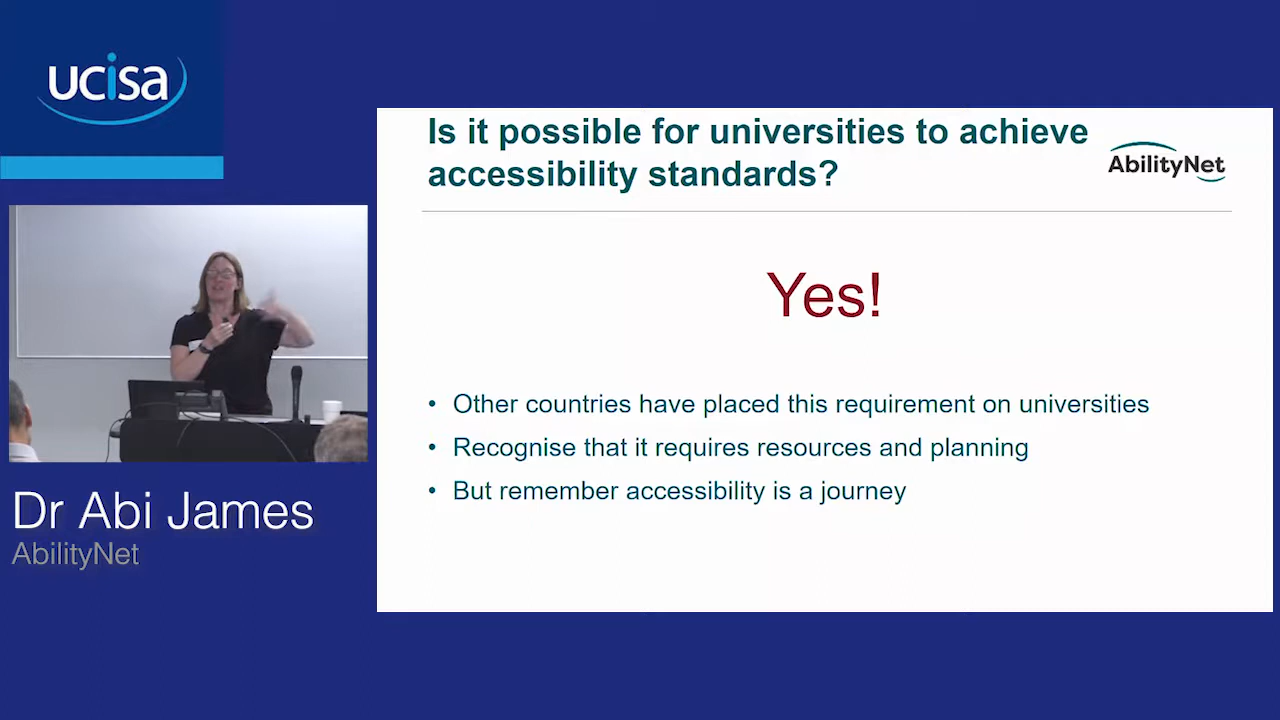 ucisa
Is it possible for universities to achieve
accessibility standards?
AbilityNet
Yes!
• Other countries have placed this requirement on universities
• Recognise that it requires resources and planning
• But remember accessibility is a journey
Dr Abi James
AbilityNet